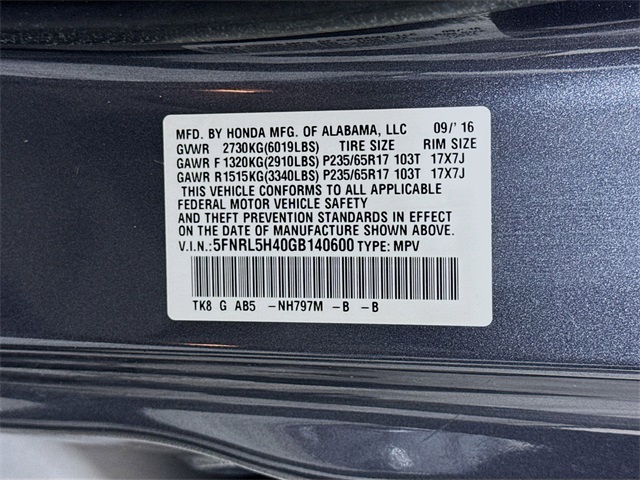 MFD. BY HONDA MFG. OF ALABAMA, LLC 09/'16
GVWR 2730KG(6019LBS) TIRE SIZE RIM SIZE
GAWR F 1320KG(2910LBS) P235/65R17 103T 17X7J
GAWR R1515KG(3340LBS) P235/65R17 103T 17X7J
THIS VEHICLE CONFORMS TO ALL APPLICABLE
FEDERAL MOTOR VEHICLE SAFETY
AND THEFT PREVENTION STANDARDS IN EFFECT
ON THE DATE OF MANUFACTURE SHOWN ABOVE.
V.I.N.:5FNRL5H40GB140600 TYPE: MPV
TK8 G AB5 -NH797M -B -B